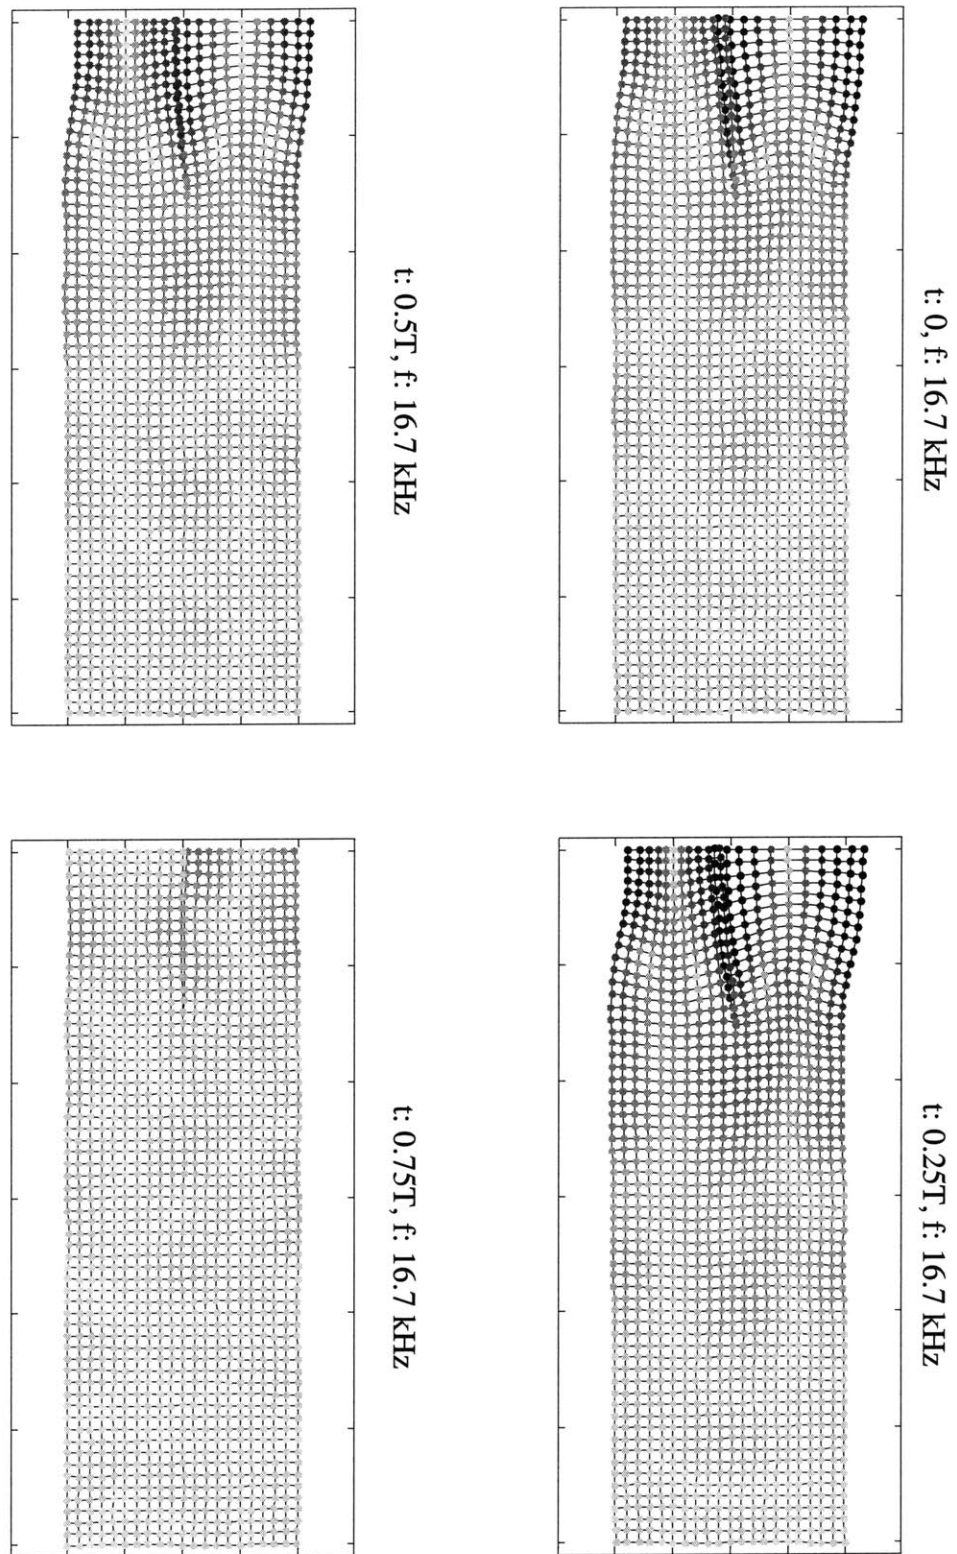 t: 0, f: 16.7 kHz
t: 0.25T, f: 16.7 kHz
t: 0.5T, f: 16.7 kHz
t: 0.75T, f: 16.7 kHz